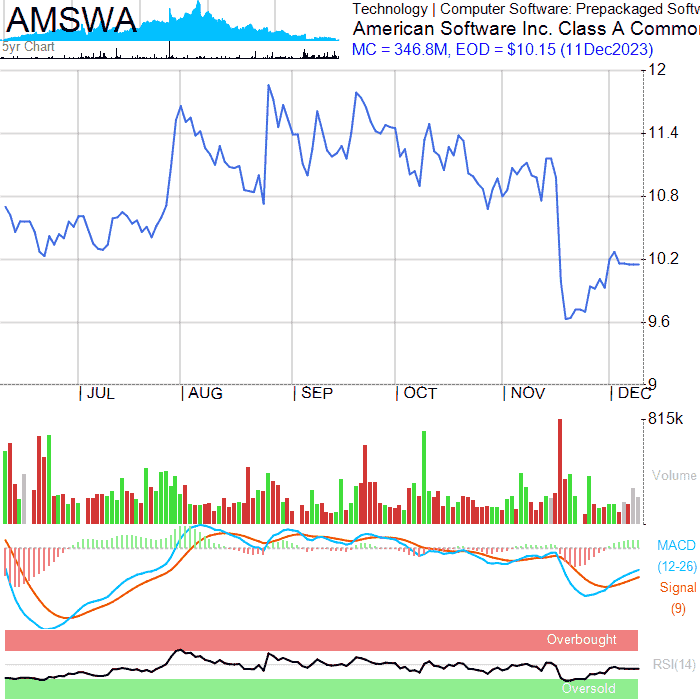 AMSWA
5yr Chart
Technology | Computer Software: Prepackaged Softw
American Software Inc. Class A Common
MC = 346.8M, EOD = $10.15 (11Dec2023)
12
11.4
10.8
10.2
9.6
9
JUL
AUG
SEP
OCT
NOV
DEC
815k
Volume
MACD
(12-26)
Signal
(9)
Overbought
RSI(14)
Oversold